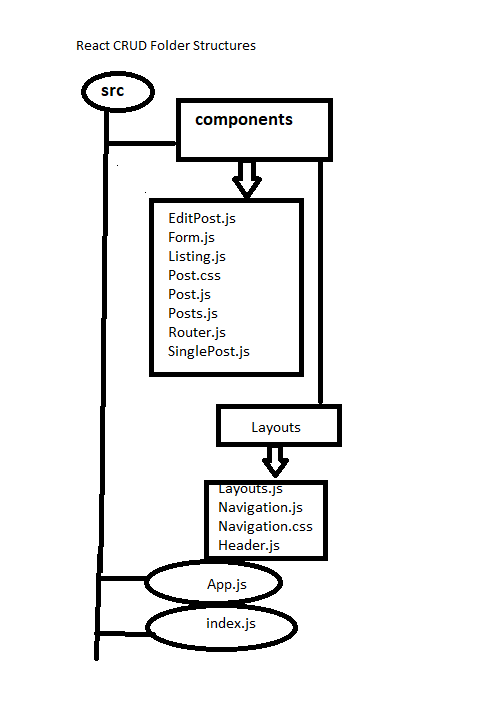 React CRUD Folder Structures
src
components
EditPost.js
Form.js
Listing.js
Post.css
Post.js
Posts.js
Router.js
SinglePost.js
Layouts
Layouts.js
Navigation.js
Navigation.css
Header.js
App.js
index.js